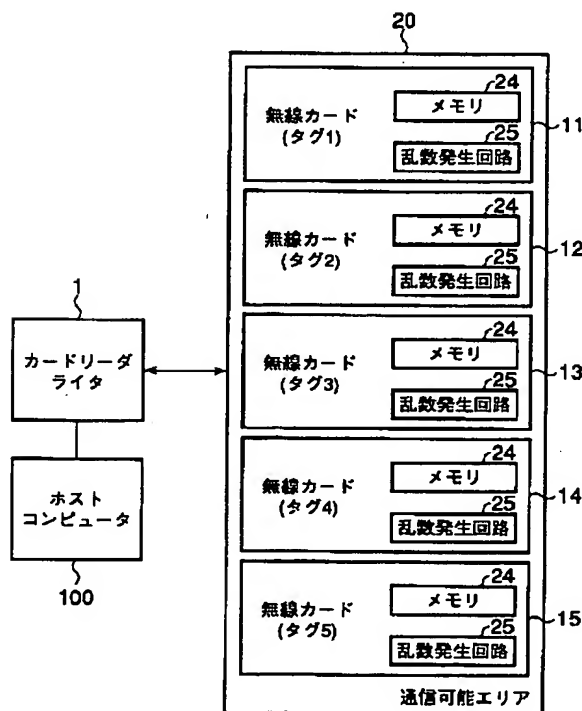 20
24
無線カード
メモリ
(タグ1)
25
11
乱数発生回路
24
無線カード
メモリ
(タグ2)
25
12
乱数発生回路
1
カードリーダ
ライタ
24
無線カード
メモリ
(タグ3)
25
13
乱数発生回路
ホスト
コンピュータ
100
24
無線カード
メモリ
(タグ4)
25
14
乱数発生回路
24
無線カード
メモリ
(タグ5)
25
15
乱数発生回路
通信可能エリア